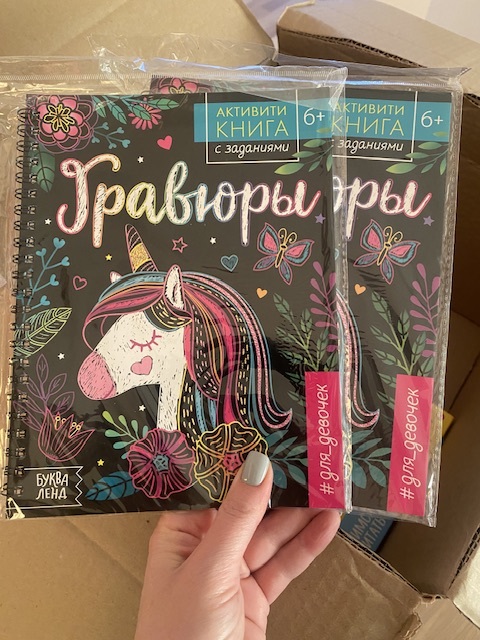 АКТИВИТИ
КНИГА
с заданиями
6+
Гравюры
#для_девочек
БУКВА
ЛЕНД
АКТИВИТИ
КНИГА
с заданиями
6+
#для_девочек